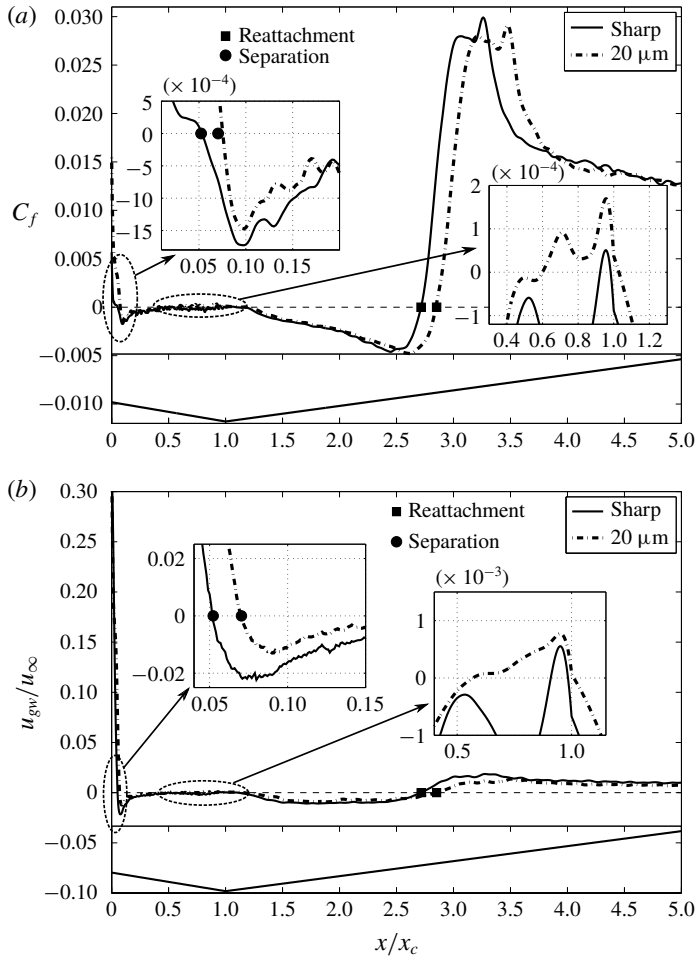 (a)
0.030
0.025
0.020
0.015
0.010
0.005
0
−0.005
−0.010
C_f
Reattachment
Separation
Sharp
20 μm
(× 10^−4)
5
0
−5
−10
−15
0.05 0.10 0.15
(× 10^−4)
2
1
0
−1
0.4 0.6 0.8 1.0 1.2
0 0.5 1.0 1.5 2.0 2.5 3.0 3.5 4.0 4.5 5.0
(b)
0.30
0.25
0.20
0.15
0.10
0.05
0
−0.05
−0.10
u_gw/u_∞
Reattachment
Separation
Sharp
20 μm
0.02
0
−0.02
0.05 0.10 0.15
(× 10^−3)
1
0
−1
0.5 1.0
0 0.5 1.0 1.5 2.0 2.5 3.0 3.5 4.0 4.5 5.0
x/x_c